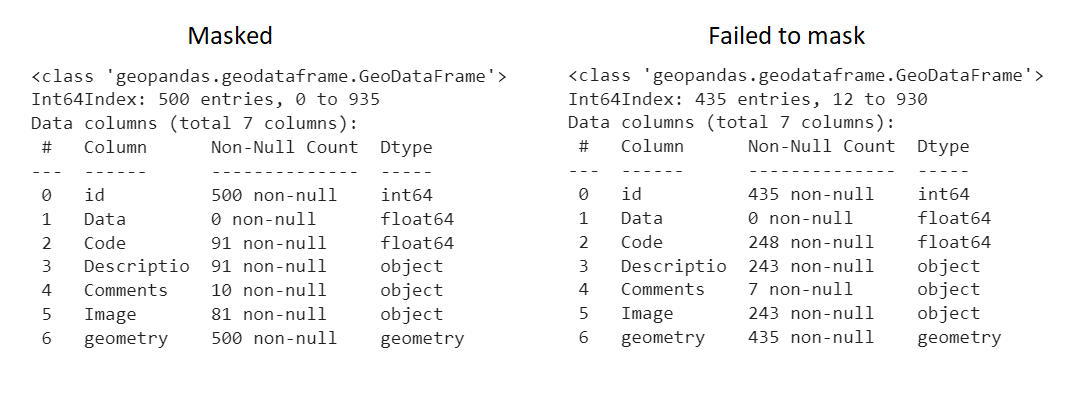 Masked
<class 'geopandas.geodataframe.GeoDataFrame'>
Int64Index: 500 entries, 0 to 935
Data columns (total 7 columns):
 #   Column      Non-Null Count  Dtype
---  ------      --------------  -----
 0   id          500 non-null    int64
 1   Data        0 non-null      float64
 2   Code        91 non-null     float64
 3   Descriptio  91 non-null     object
 4   Comments    10 non-null     object
 5   Image       81 non-null     object
 6   geometry    500 non-null    geometry
Failed to mask
<class 'geopandas.geodataframe.GeoDataFrame'>
Int64Index: 435 entries, 12 to 930
Data columns (total 7 columns):
 #   Column      Non-Null Count  Dtype
---  ------      --------------  -----
 0   id          435 non-null    int64
 1   Data        0 non-null      float64
 2   Code        248 non-null    float64
 3   Descriptio  243 non-null    object
 4   Comments    7 non-null      object
 5   Image       243 non-null    object
 6   geometry    435 non-null    geometry